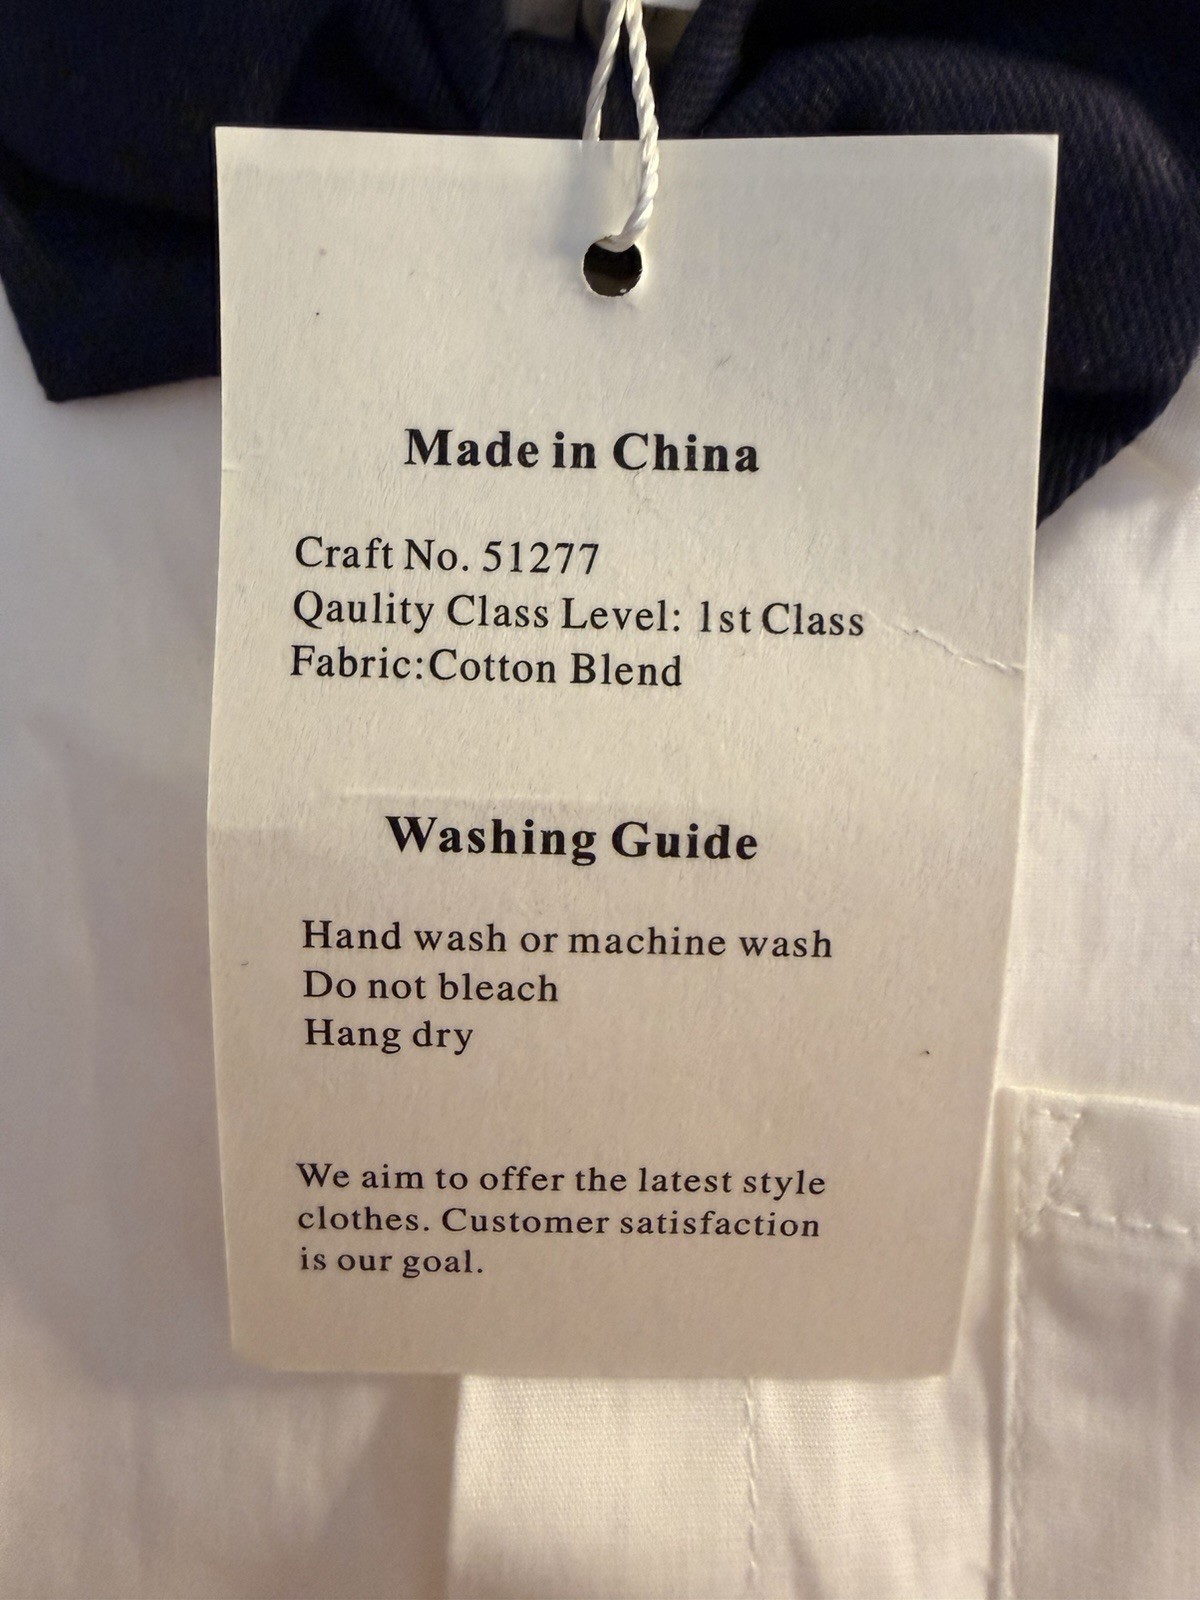 Made in China
Craft No. 51277
Qaulity Class Level: 1st Class
Fabric:Cotton Blend
Washing Guide
Hand wash or machine wash
Do not bleach
Hang dry
We aim to offer the latest style
clothes. Customer satisfaction
is our goal.